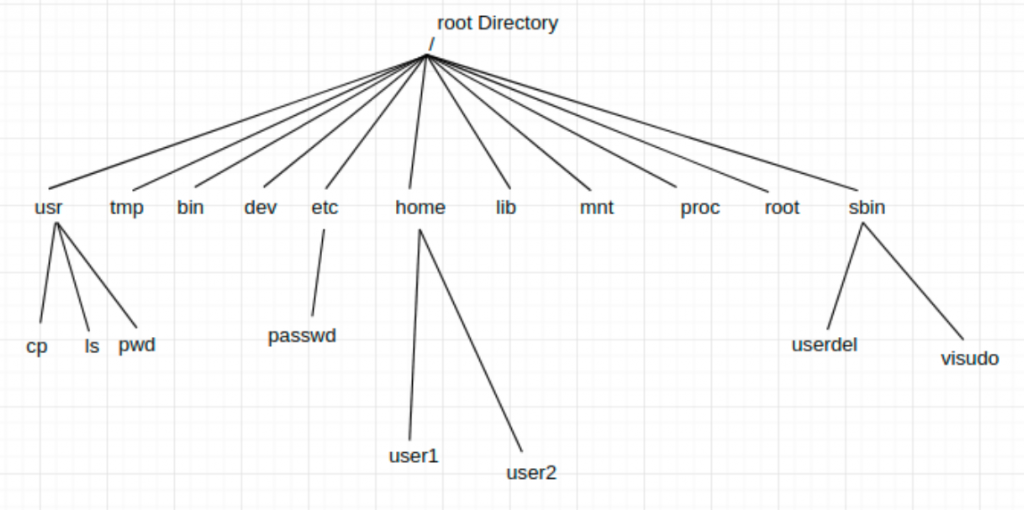 root Directory
/
usr tmp bin dev etc home lib mnt proc root sbin
cp ls pwd passwd userdel visudo
user1 user2